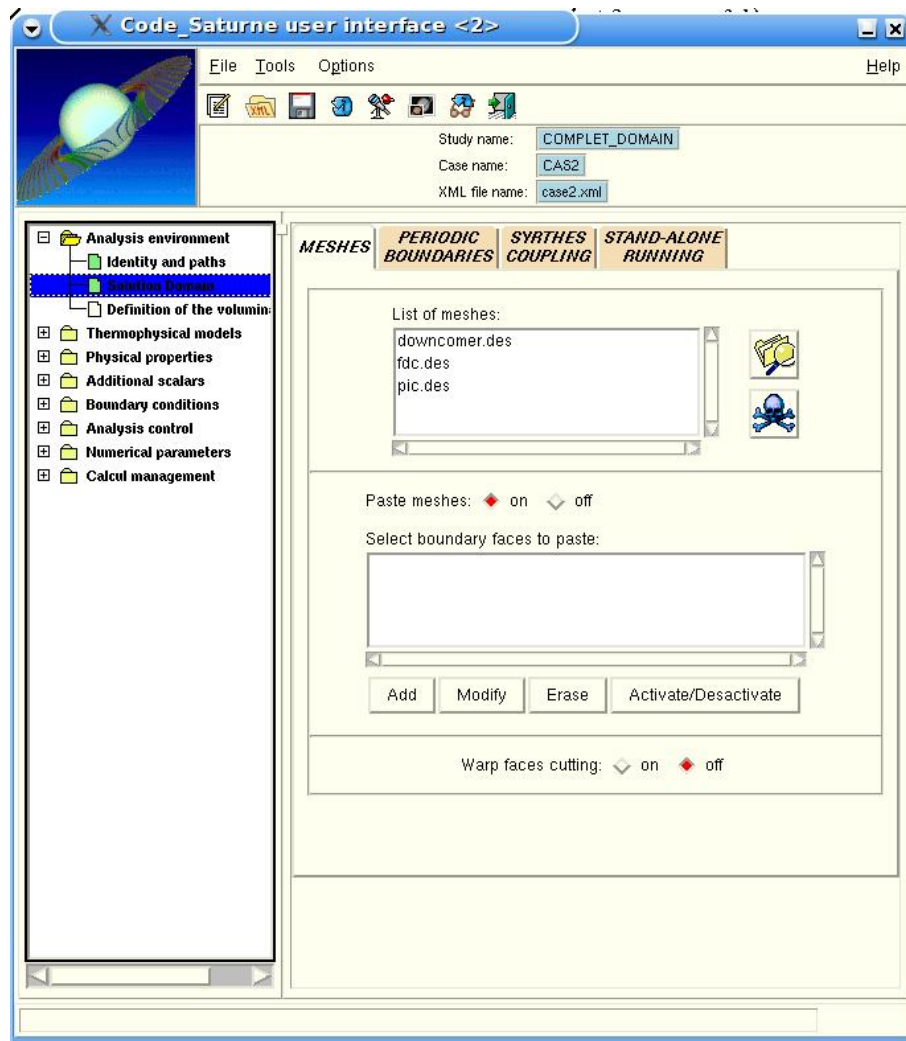 Code_Saturne user interface <2>
File Tools Options Help
XML
Study name: COMPLET_DOMAIN
Case name: CAS2
XML file name: case2.xml
Analysis environment
Identity and paths
Solution Domain
Definition of the volumin
Thermophysical models
Physical properties
Additional scalars
Boundary conditions
Analysis control
Numerical parameters
Calcul management
MESHES
PERIODIC
BOUNDARIES
SYRTHES
COUPLING
STAND-ALONE
RUNNING
List of meshes:
downcomer.des
fdc.des
pic.des
Paste meshes: on off
Select boundary faces to paste:
Add Modify Erase Activate/Desactivate
Warp faces cutting: on off